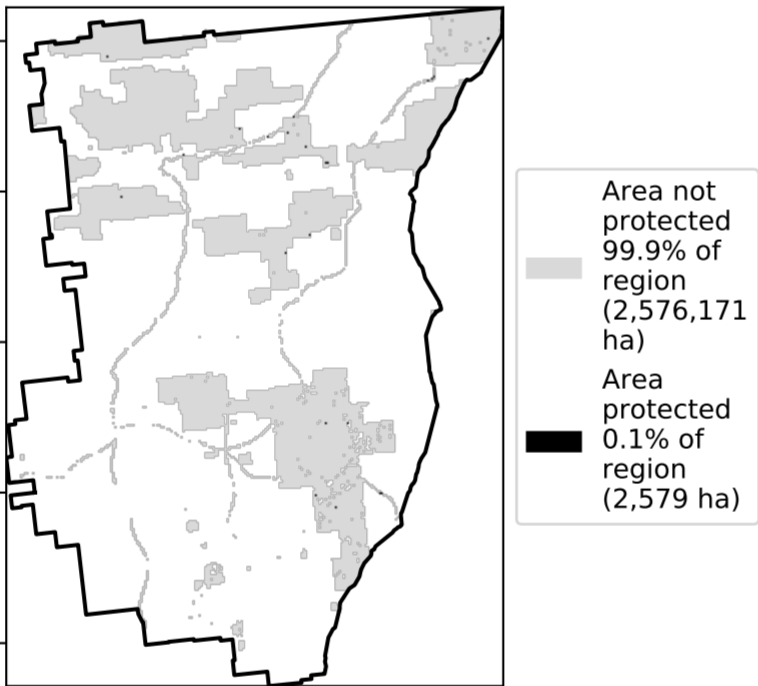 Area not
protected
99.9% of
region
(2,576,171
ha)
Area
protected
0.1% of
region
(2,579 ha)